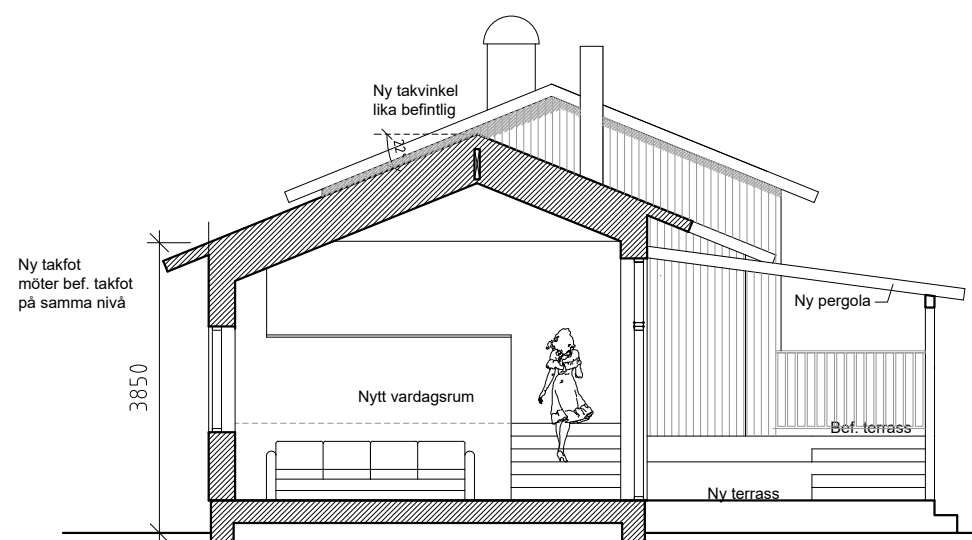 Ny takvinkel
lika befintlig
22
Ny takfot
möter bef. takfot
på samma nivå
Ny pergola
3850
Nytt vardagsrum
Bef. terrass
Ny terrass